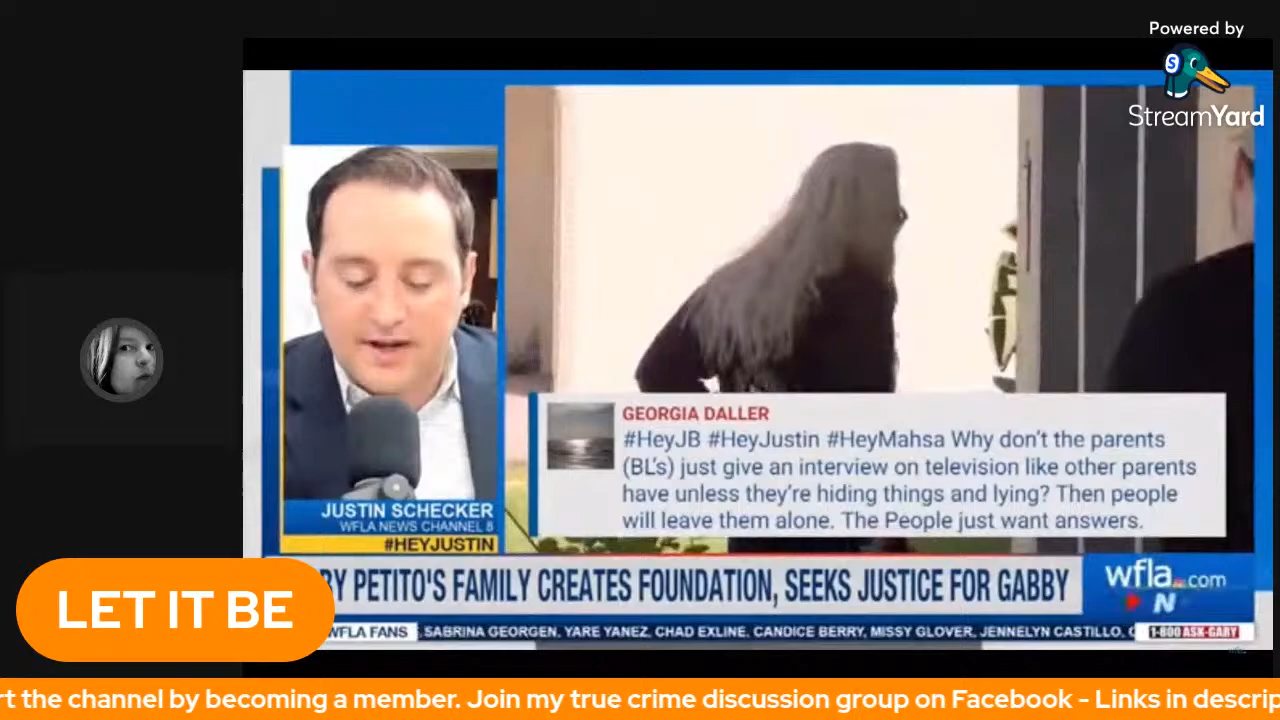 Powered by
StreamYard
GEORGIA DALLER
#HeyJB #HeyJustin #HeyMahsa Why don't the parents
(BL's) just give an interview on television like other parents
have unless they're hiding things and lying? Then people
will leave them alone. The People just want answers.
JUSTIN SCHECKER
WFLA NEWS CHANNEL 8
#HEYJUSTIN
BY PETITO'S FAMILY CREATES FOUNDATION, SEEKS JUSTICE FOR GABBY
wfla.com
N
LET IT BE
WFLA FANS SABRINA GEORGEN, YARE YANEZ, CHAD EXLINE, CANDICE BERRY, MISSY GLOVER, JENNELYN CASTILLO, 1-800 ASK-GARY
rt the channel by becoming a member. Join my true crime discussion group on Facebook - Links in descrip